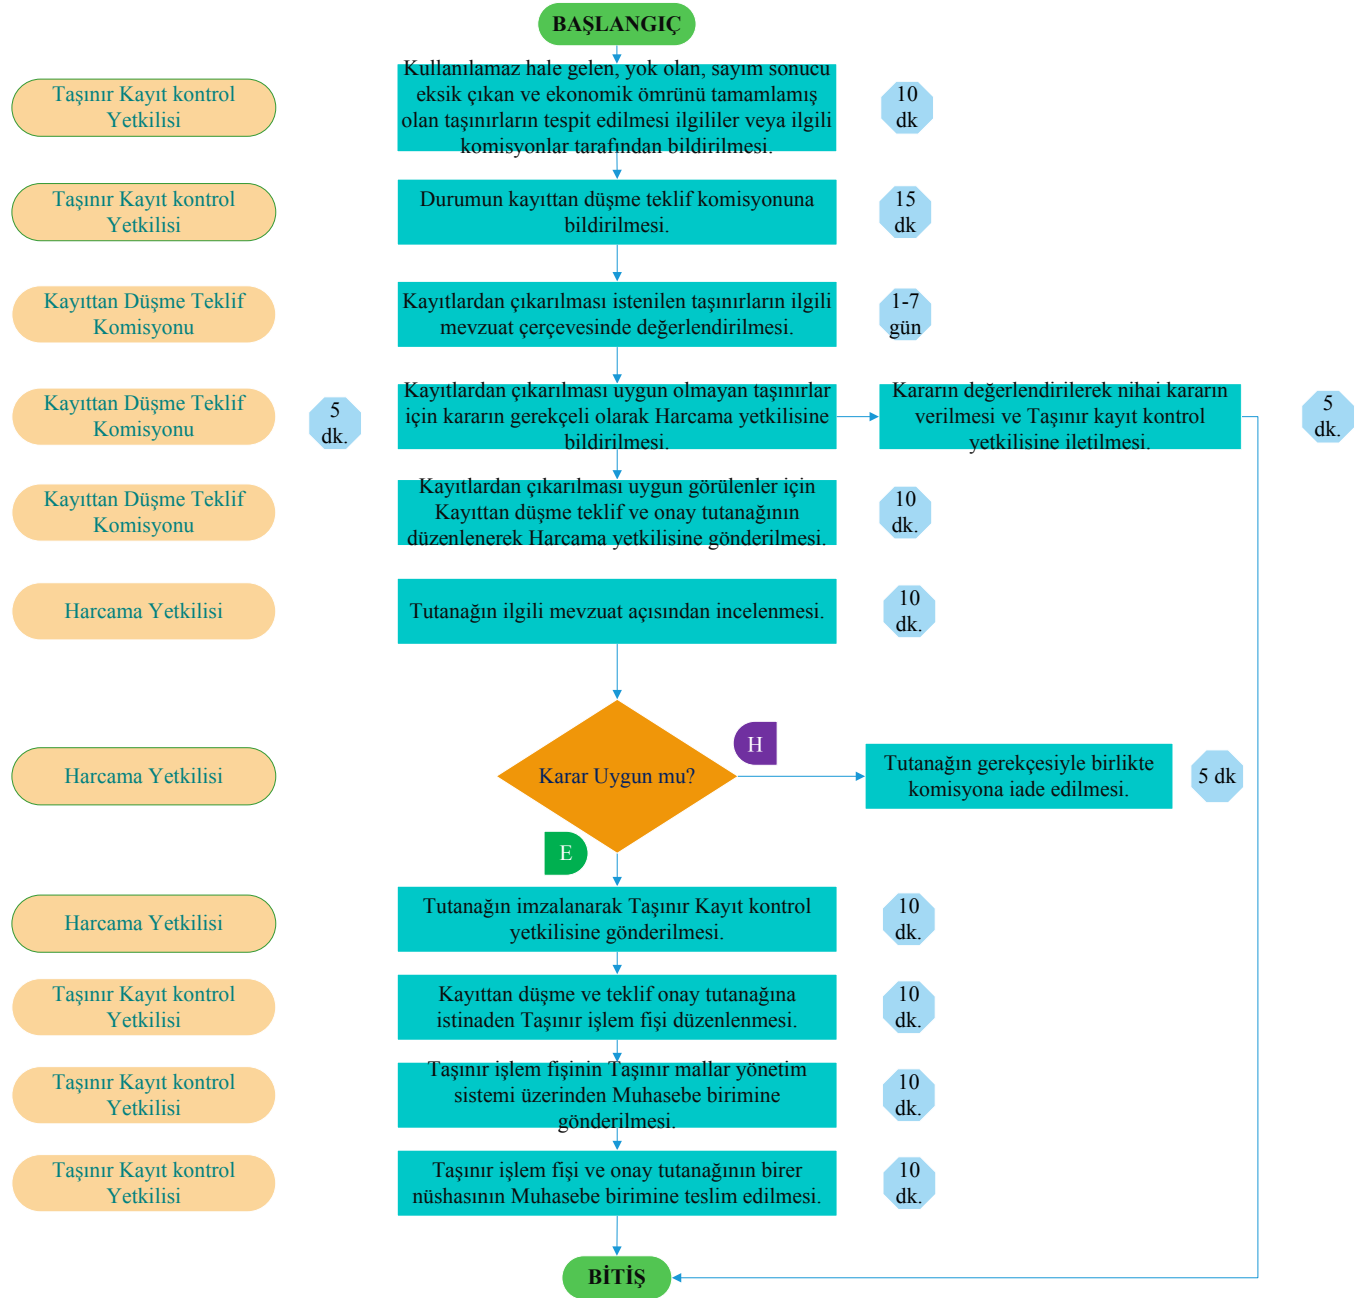 BAŞLANGIÇ
Taşınır Kayıt kontrol
Yetkilisi
Kullanılamaz hale gelen, yok olan, sayım sonucu
eksik çıkan ve ekonomik ömrünü tamamlamış
olan taşınırların tespit edilmesi ilgililer veya ilgili
komisyonlar tarafından bildirilmesi.
10
dk
Taşınır Kayıt kontrol
Yetkilisi
Durumun kayıttan düşme teklif komisyonuna
bildirilmesi.
15
dk
Kayıttan Düşme Teklif
Komisyonu
Kayıtlardan çıkarılması istenilen taşınırların ilgili
mevzuat çerçevesinde değerlendirilmesi.
1-7
gün
Kayıttan Düşme Teklif
Komisyonu
5
dk.
Kayıtlardan çıkarılması uygun olmayan taşınırlar
için kararın gerekçeli olarak Harcama yetkilisine
bildirilmesi.
Kararın değerlendirilerek nihai kararın
verilmesi ve Taşınır kayıt kontrol
yetkilisine iletilmesi.
5
dk.
Kayıttan Düşme Teklif
Komisyonu
Kayıtlardan çıkarılması uygun görülenler için
Kayıttan düşme teklif ve onay tutanağının
düzenlenerek Harcama yetkilisine gönderilmesi.
10
dk.
Harcama Yetkilisi
Tutanağın ilgili mevzuat açısından incelenmesi.
10
dk.
Harcama Yetkilisi
Karar Uygun mu?
H
Tutanağın gerekçesiyle birlikte
komisyona iade edilmesi.
5 dk
E
Harcama Yetkilisi
Tutanağın imzalanarak Taşınır Kayıt kontrol
yetkilisine gönderilmesi.
10
dk.
Taşınır Kayıt kontrol
Yetkilisi
Kayıttan düşme ve teklif onay tutanağına
istinaden Taşınır işlem fişi düzenlenmesi.
10
dk.
Taşınır Kayıt kontrol
Yetkilisi
Taşınır işlem fişinin Taşınır mallar yönetim
sistemi üzerinden Muhasebe birimine
gönderilmesi.
10
dk.
Taşınır Kayıt kontrol
Yetkilisi
Taşınır işlem fişi ve onay tutanağının birer
nüshasının Muhasebe birimine teslim edilmesi.
10
dk.
BİTİŞ